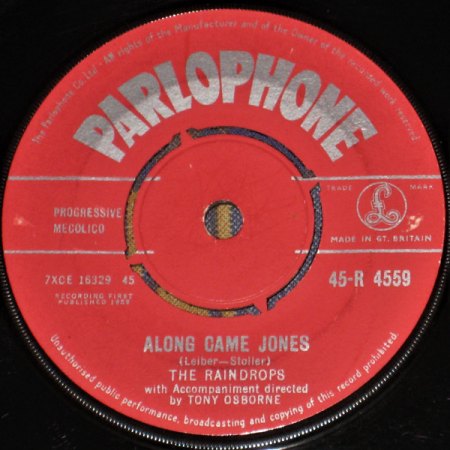 The Parlophone Co. Ltd. - All rights of the Manufacturer and of the Owner of the recorded work reserved.
PARLOPHONE
TRADE MARK
£
PROGRESSIVE
MECOLICO
MADE IN GT. BRITAIN
7XCE 16329 45
45-R 4559
RECORDING FIRST
PUBLISHED
ALONG CAME JONES
(Leiber—Stoller)
THE RAINDROPS
with Accompaniment directed
by TONY OSBORNE
Unauthorised public performance, broadcasting and copying of this record prohibited